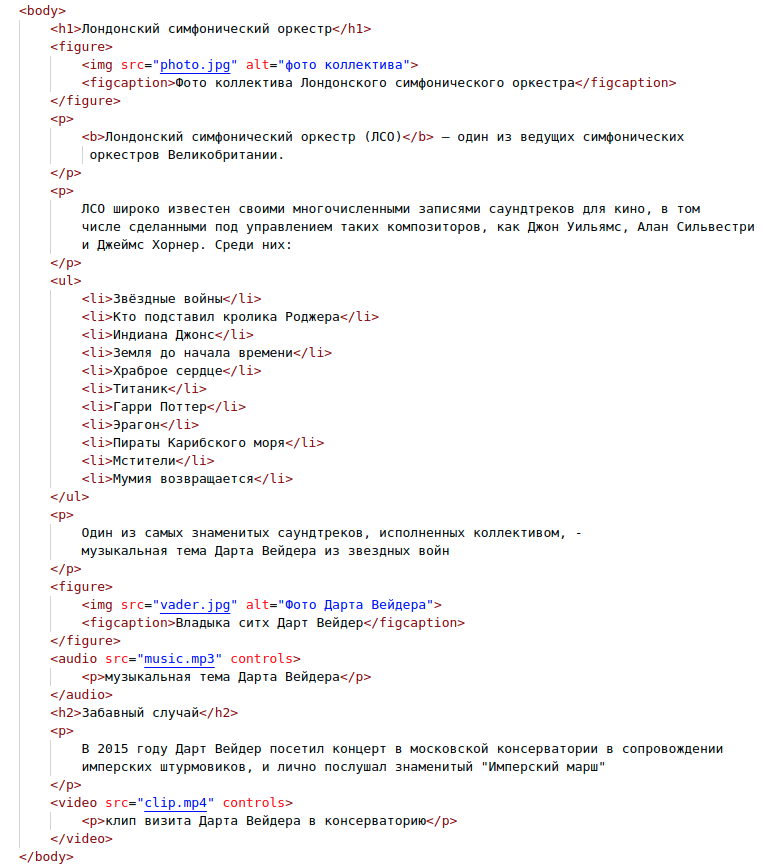 <body>
<h1>Лондонский симфонический оркестр</h1>
<figure>
<img src="photo.jpg" alt="фото коллектива">
<figcaption>Фото коллектива Лондонского симфонического оркестра</figcaption>
</figure>
<p>
<b>Лондонский симфонический оркестр (ЛСО)</b> — один из ведущих симфонических
оркестров Великобритании.
</p>
<p>
ЛСО широко известен своими многочисленными записями саундтреков для кино, в том
числе сделанными под управлением таких композиторов, как Джон Уильямс, Алан Сильвестри
и Джеймс Хорнер. Среди них:
</p>
<ul>
<li>Звёздные войны</li>
<li>Кто подставил кролика Роджера</li>
<li>Индиана Джонс</li>
<li>Земля до начала времени</li>
<li>Храброе сердце</li>
<li>Титаник</li>
<li>Гарри Поттер</li>
<li>Эрагон</li>
<li>Пираты Карибского моря</li>
<li>Мстители</li>
<li>Мумия возвращается</li>
</ul>
<p>
Один из самых знаменитых саундтреков, исполненных коллективом, -
музыкальная тема Дарта Вейдера из звездных войн
</p>
<figure>
<img src="vader.jpg" alt="Фото Дарта Вейдера">
<figcaption>Владыка ситх Дарт Вейдер</figcaption>
</figure>
<audio src="music.mp3" controls>
<p>музыкальная тема Дарта Вейдера</p>
</audio>
<h2>Забавный случай</h2>
<p>
В 2015 году Дарт Вейдер посетил концерт в московской консерватории в сопровождении
имперских штурмовиков, и лично послушал знаменитый "Имперский марш"
</p>
<video src="clip.mp4" controls>
<p>клип визита Дарта Вейдера в консерваторию</p>
</video>
</body>